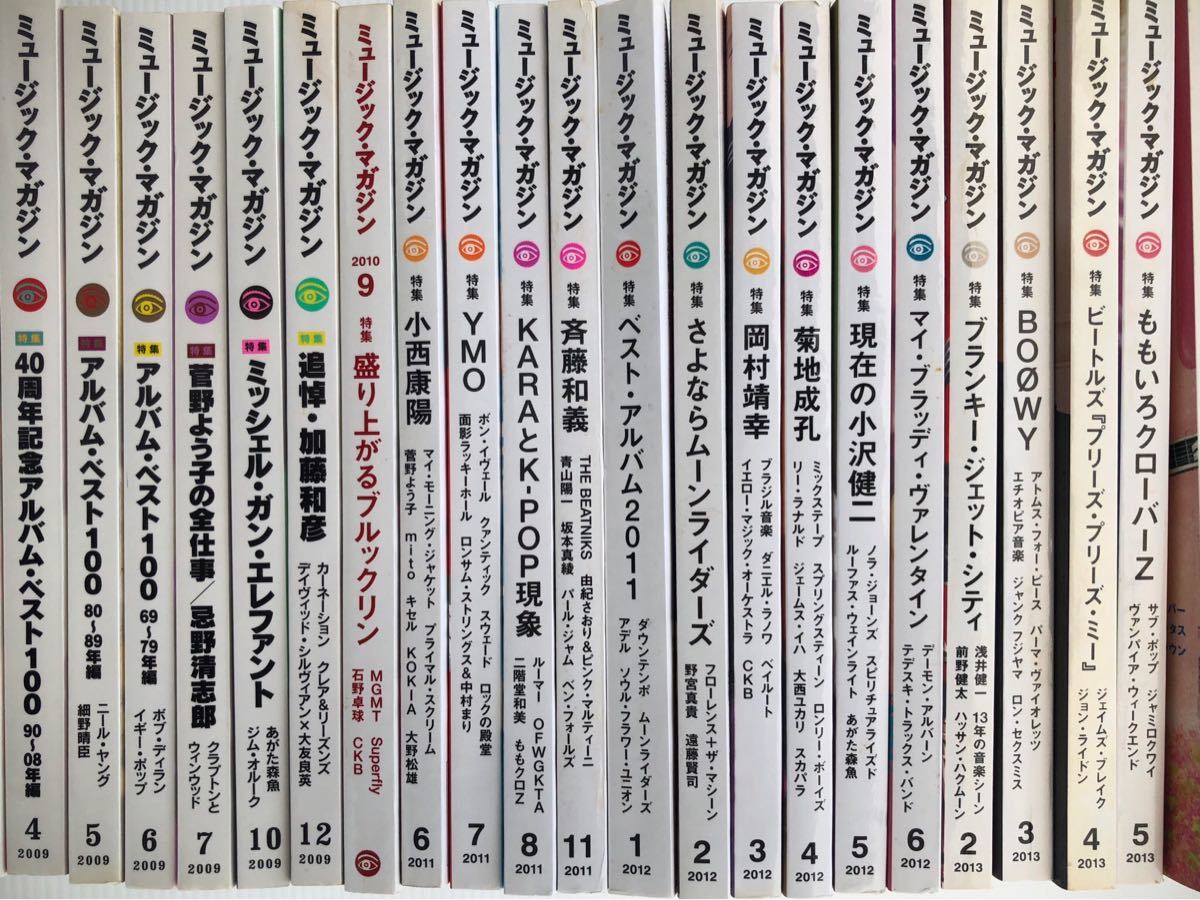 ミュージック・マガジン
特集
40周年記念アルバム・ベスト100 90〜08年編
4
2009
ミュージック・マガジン
特集
アルバム・ベスト100 80〜89年編
ニール・ヤング
細野晴臣
5
2009
ミュージック・マガジン
特集
アルバム・ベスト100 69〜79年編
ボブ・ディラン
イギー・ポップ
6
2009
ミュージック・マガジン
特集
菅野よう子の全仕事／忌野清志郎
クラプトンと
ウィンウッド
7
2009
ミュージック・マガジン
特集
ミッシェル・ガン・エレファント
あがた森魚
ジム・オルーク
10
2009
ミュージック・マガジン
特集
追悼・加藤和彦
カーネーション クレア&リーズンズ
デイヴィッド・シルヴィアン×大友良英
12
2009
ミュージック・マガジン
2010
9
特集
盛り上がるブルックリン
MGMT Superfly
石野卓球 CKB
ミュージック・マガジン
特集
小西康陽
マイ・モーニング・ジャケット プライマル・スクリーム
菅野よう子 mito キセル KOKIA 大野松雄
6
2011
ミュージック・マガジン
特集
YMO
ボン・イヴェール クァンティック スウェード ロックの殿堂
面影ラッキーホール ロンサム・ストリングス&中村まり
7
2011
ミュージック・マガジン
特集
KARAとK-POP現象
ルーマー OFWGKTA
二階堂和美 ももクロZ
8
2011
ミュージック・マガジン
特集
斉藤和義
THE BEATNIKS 由紀さおり&ピンク・マルティーニ
青山陽一 坂本真綾 パール・ジャム ベン・フォールズ
11
2011
ミュージック・マガジン
特集
ベスト・アルバム2011
ダウンテンポ ムーンライダーズ
アデル ソウル・フラワー・ユニオン
1
2012
ミュージック・マガジン
特集
さよならムーンライダーズ
フローレンス+ザ・マシーン
野宮真貴 遠藤賢司
2
2012
ミュージック・マガジン
特集
岡村靖幸
ブラジル音楽 ダニエル・ラノワ ベイルート
イエロー・マジック・オーケストラ CKB
3
2012
ミュージック・マガジン
特集
菊地成孔
ミックステープ スプリングスティーン ロンリー・ボーイズ
リー・ラナルド ジェームス・イハ 大西ユカリ スカパラ
4
2012
ミュージック・マガジン
特集
現在の小沢健二
ノラ・ジョーンズ スピリチュアライズド
ルーファス・ウェインライト あがた森魚
5
2012
ミュージック・マガジン
特集
マイ・ブラッディ・ヴァレンタイン
デーモン・アルバーン
テデスキ・トラックス・バンド
6
2012
ミュージック・マガジン
特集
ブランキー・ジェット・シティ
浅井健一 13年の音楽シーン
前野健太 ハッサン・ハクムーン
2
2013
ミュージック・マガジン
特集
BOØWY
アトムス・フォー・ピース パーマ・ヴァイオレッツ
エチオピア音楽 ジャンク フジヤマ ロン・セクスミス
3
2013
ミュージック・マガジン
特集
ビートルズ『プリーズ・プリーズ・ミー』
ジェイムズ・ブレイク
ジョン・ライドン
4
2013
ミュージック・マガジン
特集
ももいろクローバーZ
サブ・ポップ ジャミロクワイ
ヴァンパイア・ウィークエンド
5
2013